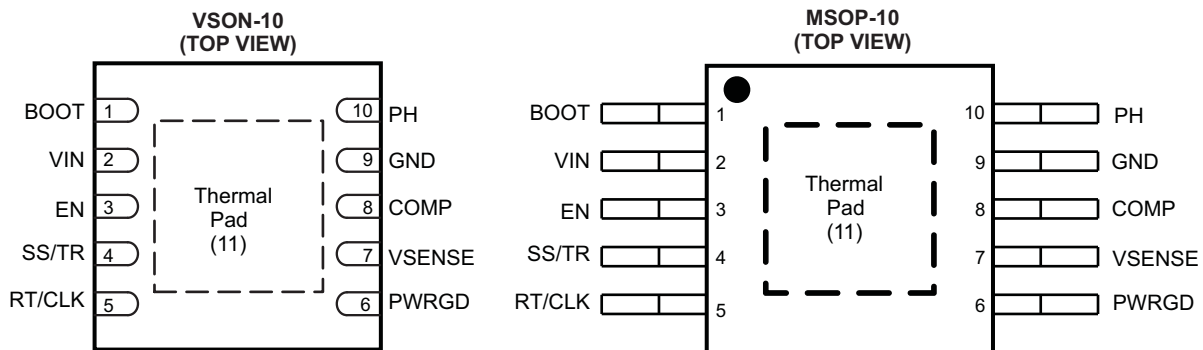 VSON-10
(TOP VIEW)
BOOT 1
VIN 2
EN 3
SS/TR 4
RT/CLK 5
Thermal
Pad
(11)
10 PH
9 GND
8 COMP
7 VSENSE
6 PWRGD
MSOP-10
(TOP VIEW)
BOOT 1
VIN 2
EN 3
SS/TR 4
RT/CLK 5
Thermal
Pad
(11)
10 PH
9 GND
8 COMP
7 VSENSE
6 PWRGD